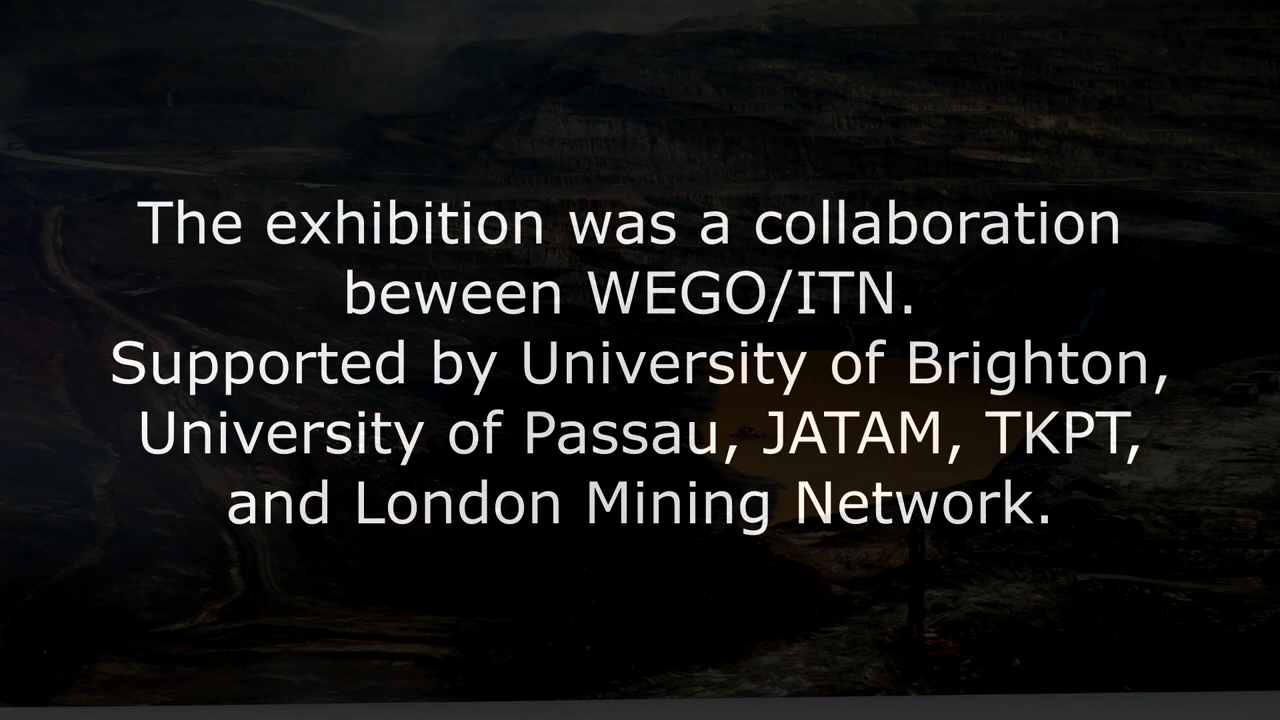 The exhibition was a collaboration
beween WEGO/ITN.
Supported by University of Brighton,
University of Passau, JATAM, TKPT,
and London Mining Network.